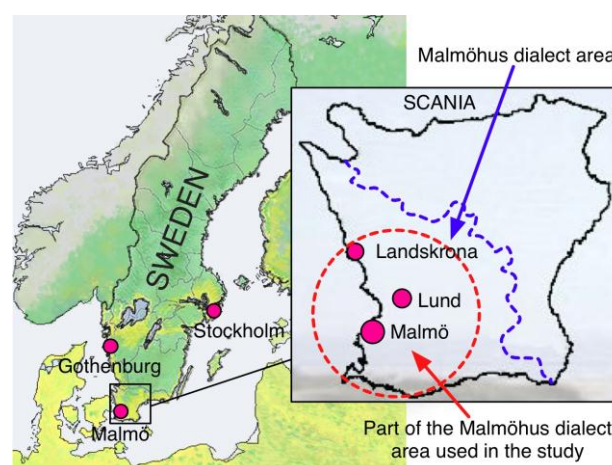 Malmöhus dialect area
SCANIA
SWEDEN
Landskrona
Lund
Malmö
Stockholm
Gothenburg
Malmö
Part of the Malmöhus dialect
area used in the study